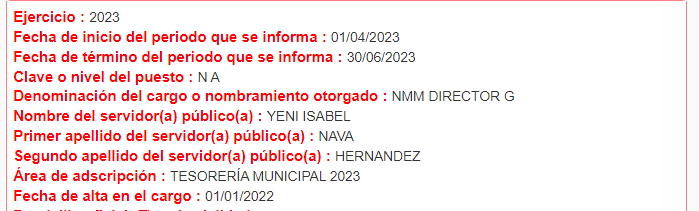 Ejercicio : 2023
Fecha de inicio del periodo que se informa : 01/04/2023
Fecha de término del periodo que se informa : 30/06/2023
Clave o nivel del puesto : N A
Denominación del cargo o nombramiento otorgado : NMM DIRECTOR G
Nombre del servidor(a) público(a) : YENI ISABEL
Primer apellido del servidor(a) público(a) : NAVA
Segundo apellido del servidor(a) público(a) : HERNANDEZ
Área de adscripción : TESORERÍA MUNICIPAL 2023
Fecha de alta en el cargo : 01/01/2022